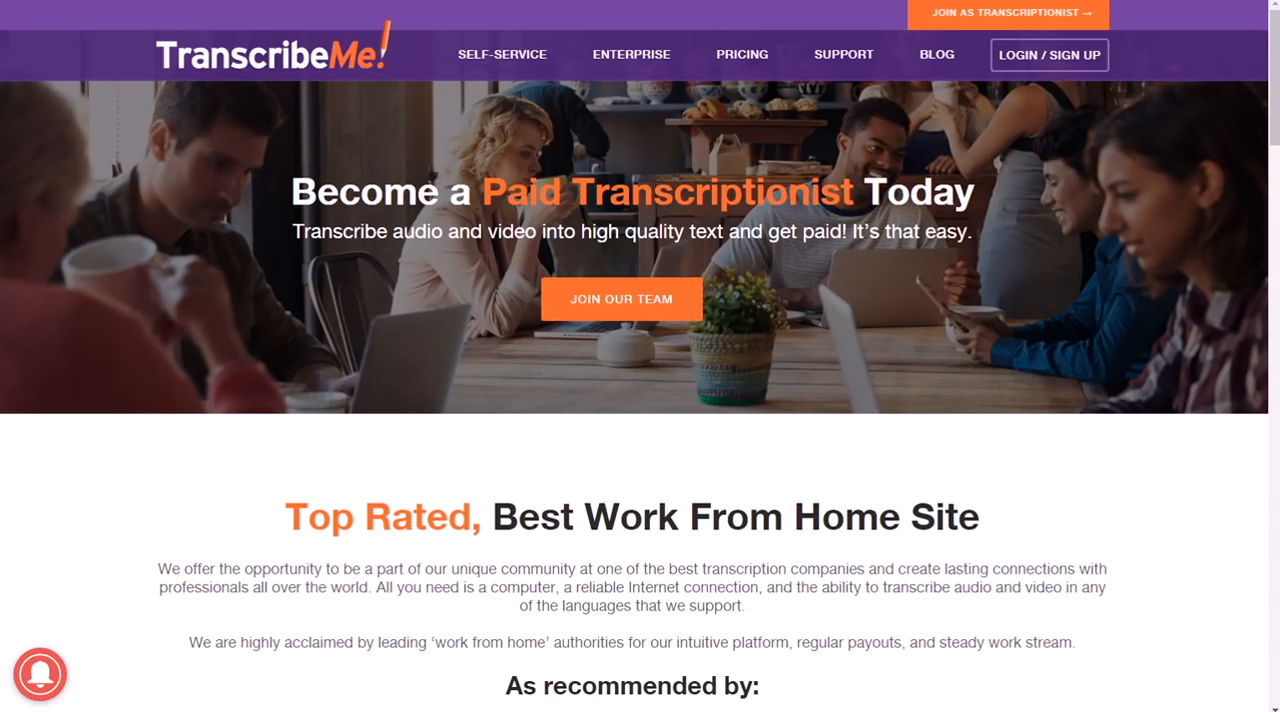 JOIN AS TRANSCRIPTIONIST →
TranscribeMe!
SELF-SERVICE
ENTERPRISE
PRICING
SUPPORT
BLOG
LOGIN / SIGN UP
Become a Paid Transcriptionist Today
Transcribe audio and video into high quality text and get paid! It's that easy.
JOIN OUR TEAM
Top Rated, Best Work From Home Site
We offer the opportunity to be a part of our unique community at one of the best transcription companies and create lasting connections with
professionals all over the world. All you need is a computer, a reliable Internet connection, and the ability to transcribe audio and video in any
of the languages that we support.
We are highly acclaimed by leading ‘work from home’ authorities for our intuitive platform, regular payouts, and steady work stream.
As recommended by: